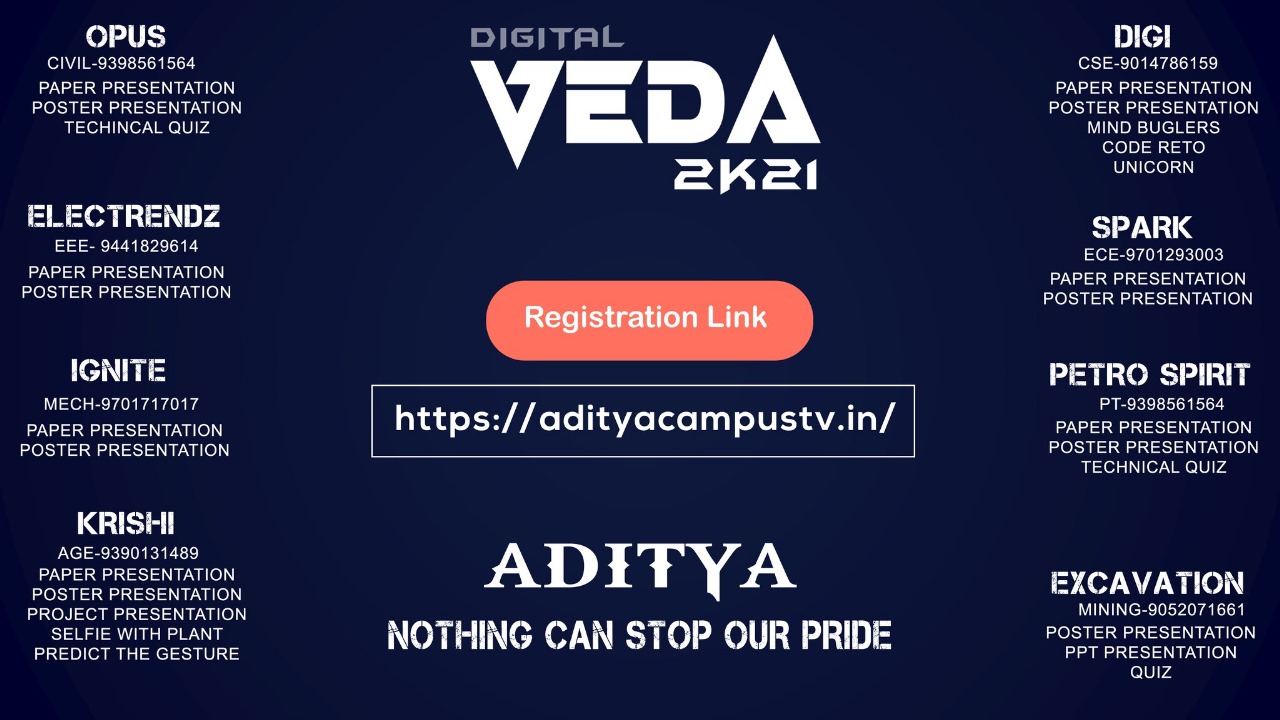 OPUS
CIVIL-9398561564
PAPER PRESENTATION
POSTER PRESENTATION
TECHINCAL QUIZ
ELECTRENDZ
EEE- 9441829614
PAPER PRESENTATION
POSTER PRESENTATION
IGNITE
MECH-9701717017
PAPER PRESENTATION
POSTER PRESENTATION
KRISHI
AGE-9390131489
PAPER PRESENTATION
POSTER PRESENTATION
PROJECT PRESENTATION
SELFIE WITH PLANT
PREDICT THE GESTURE
DIGITAL
VEDA
2K21
Registration Link
https://adityacampustv.in/
ADITYA
NOTHING CAN STOP OUR PRIDE
DIGI
CSE-9014786159
PAPER PRESENTATION
POSTER PRESENTATION
MIND BUGLERS
CODE RETO
UNICORN
SPARK
ECE-9701293003
PAPER PRESENTATION
POSTER PRESENTATION
PETRO SPIRIT
PT-9398561564
PAPER PRESENTATION
POSTER PRESENTATION
TECHNICAL QUIZ
EXCAVATION
MINING-9052071661
POSTER PRESENTATION
PPT PRESENTATION
QUIZ